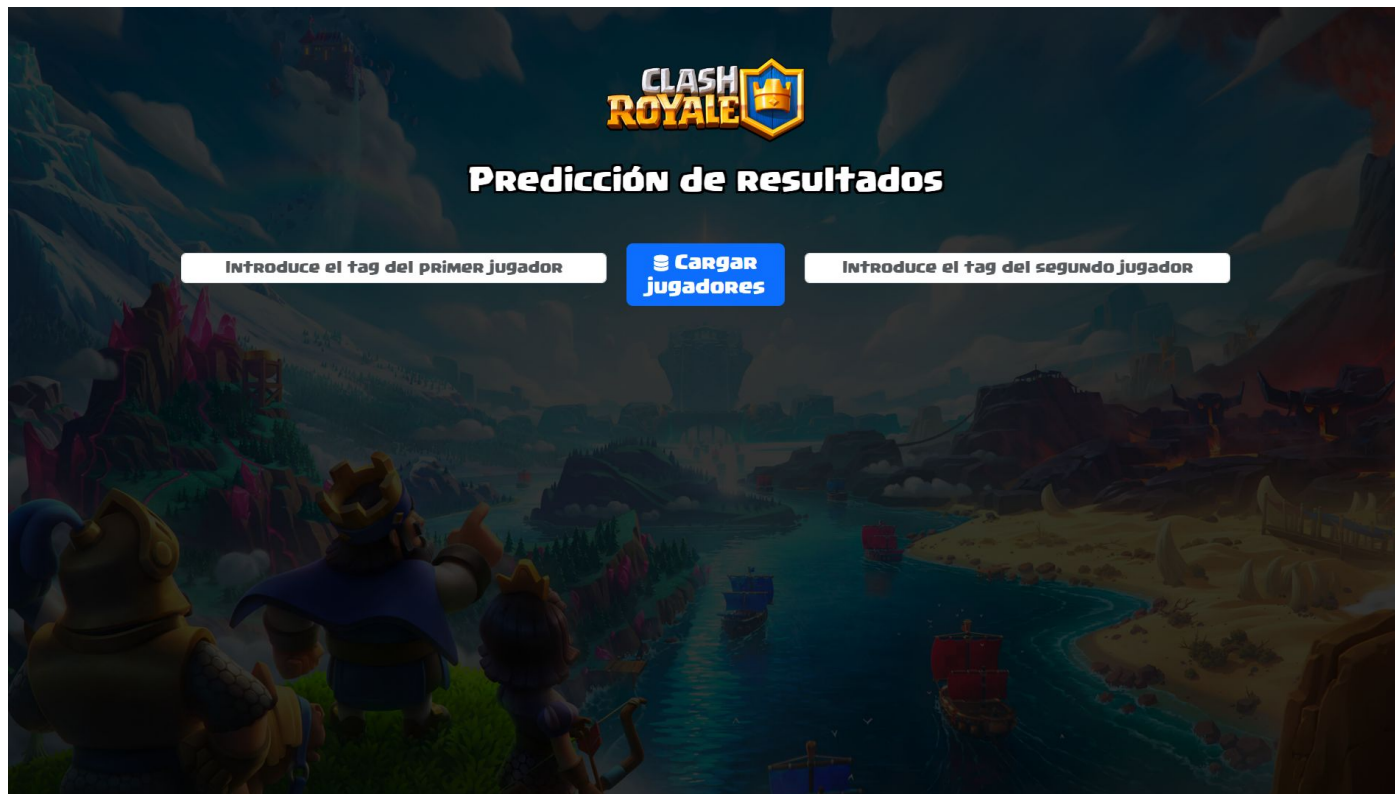 CLASH
ROYALE
Predicción de resultados
Introduce el tag del primer jugador
Cargar
jugadores
Introduce el tag del segundo jugador